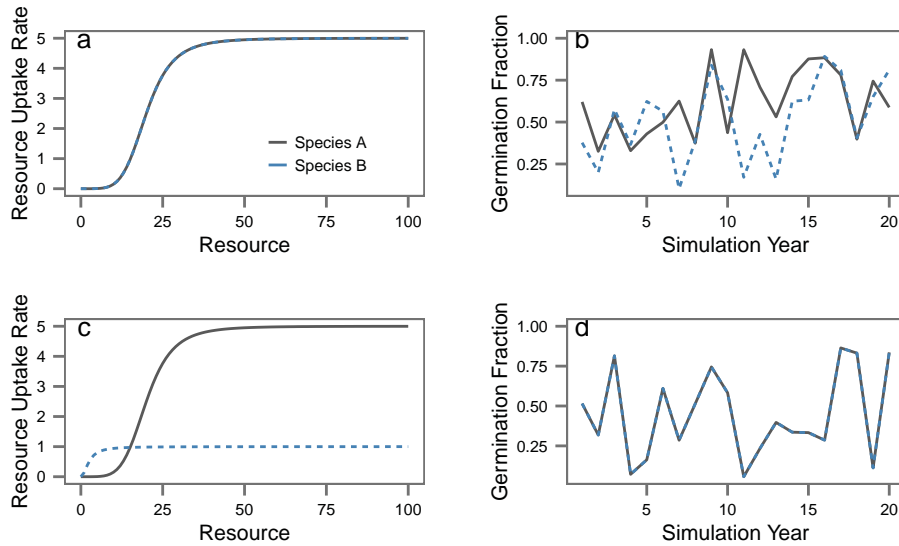 a
Resource Uptake Rate
5
4
3
2
1
0
Species A
Species B
0 25 50 75 100
Resource
b
Germination Fraction
1.00
0.75
0.50
0.25
5 10 15 20
Simulation Year
c
Resource Uptake Rate
5
4
3
2
1
0
0 25 50 75 100
Resource
d
Germination Fraction
1.00
0.75
0.50
0.25
5 10 15 20
Simulation Year